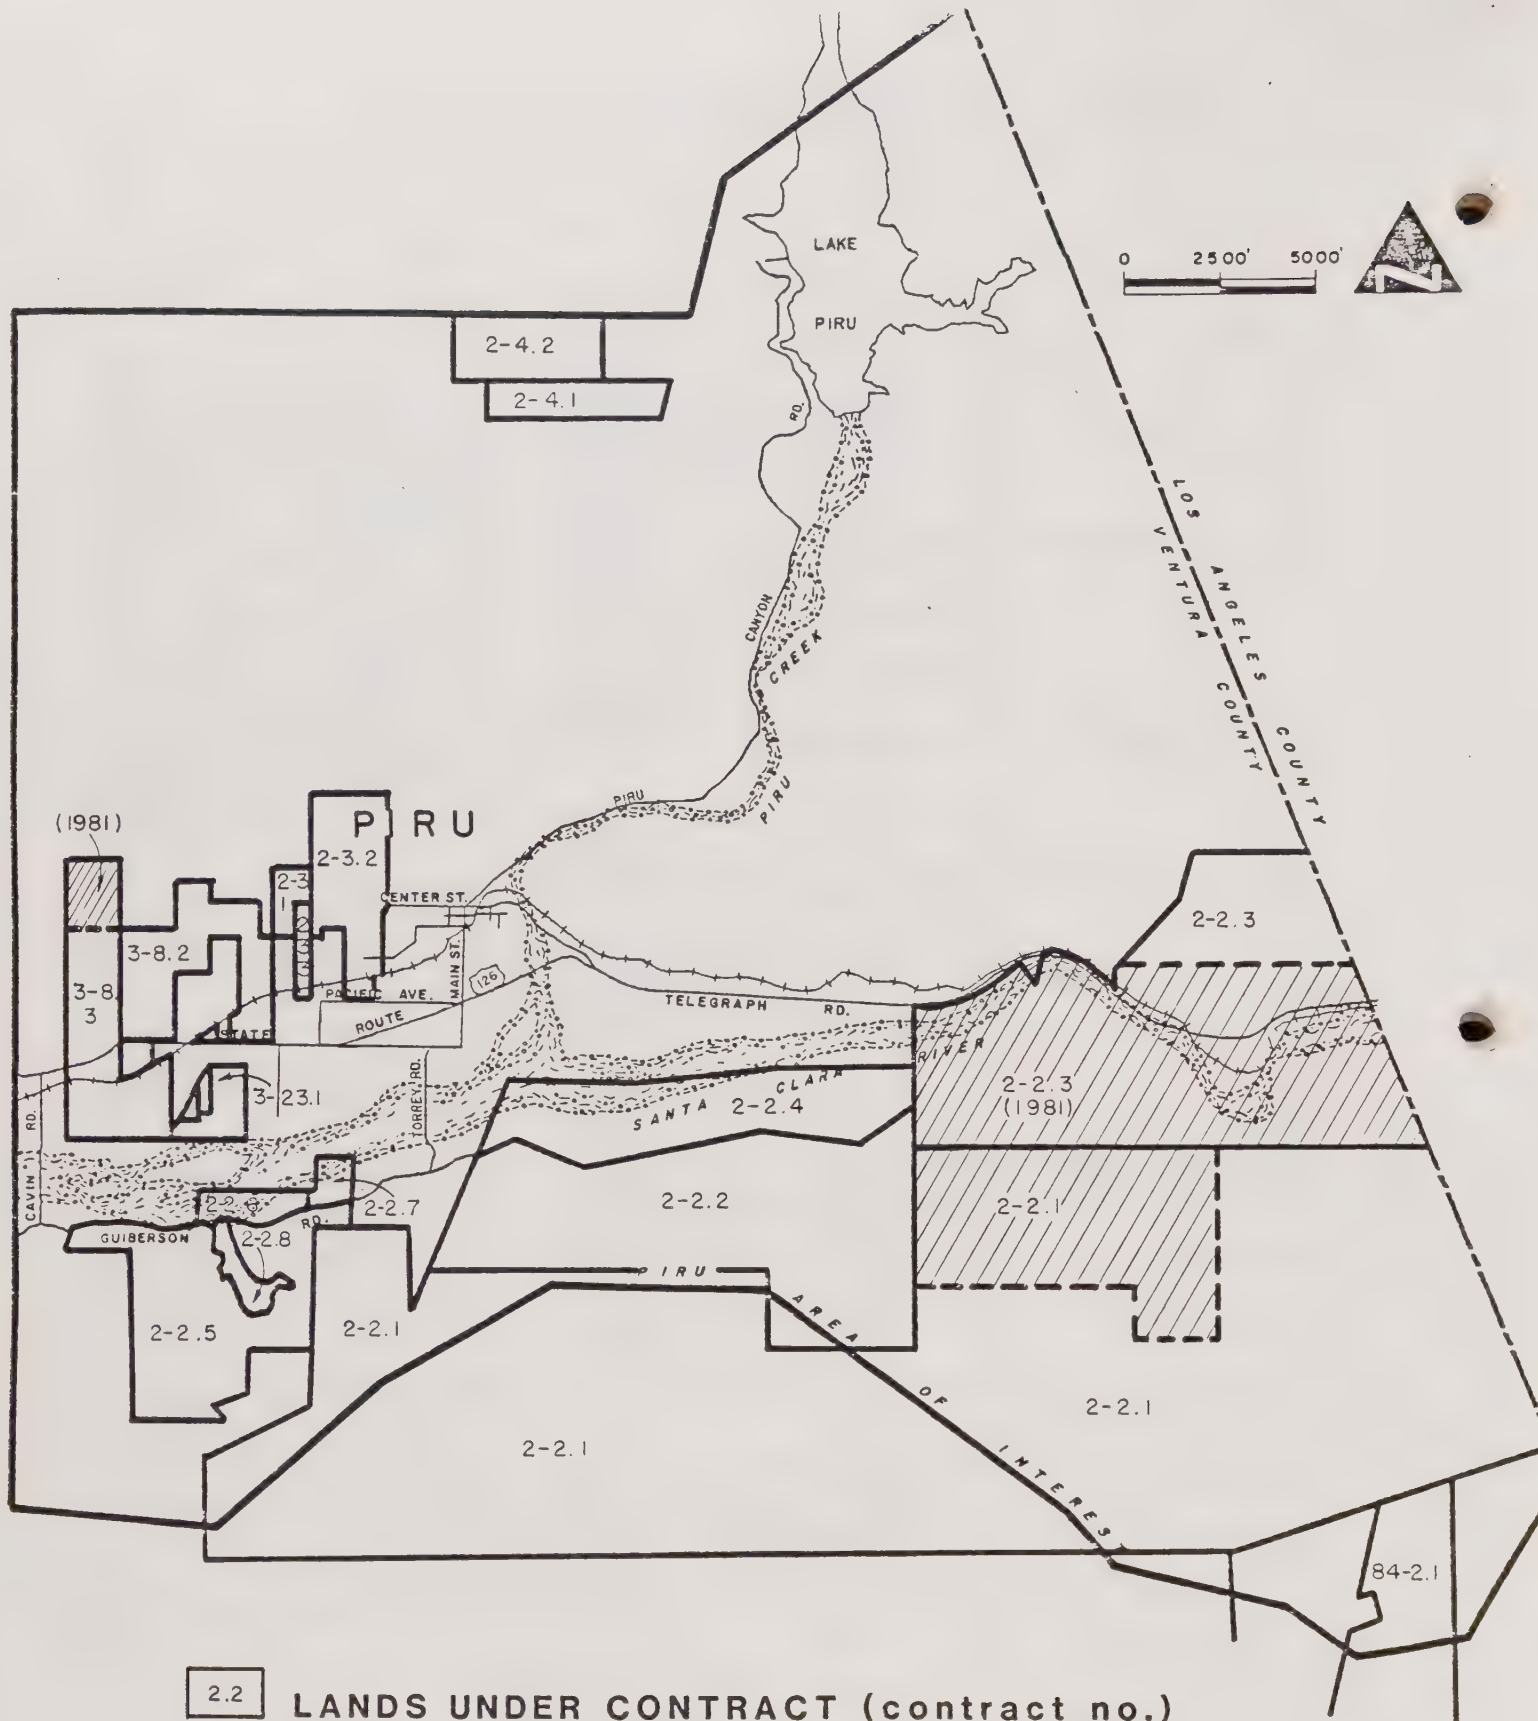 LAKE
PIRU
0 2500' 5000'
N
2-4.2
2-4.1
RD.
CANYON
PIRU
CREEK
PIRU
LOS ANGELES COUNTY
VENTURA COUNTY
(1981)
PIRU
2-3.2
2-3
1
CENTER ST.
3-8.2
3-8.
3
MAIN ST.
126
PACIFIC AVE.
ROUTE
STATE
TELEGRAPH RD.
2-2.3
2-2.3
(1981)
SANTA CLARA RIVER
2-2.4
3-23.1
TORREY RD.
CAVIN RD.
2-2.7
GUIBERSON RD.
2-2.8
2-2.2
2-2.1
2-2.5
2-2.1
PIRU AREA OF INTEREST
2-2.1
2-2.1
84-2.1
2.2 LANDS UNDER CONTRACT (contract no.)